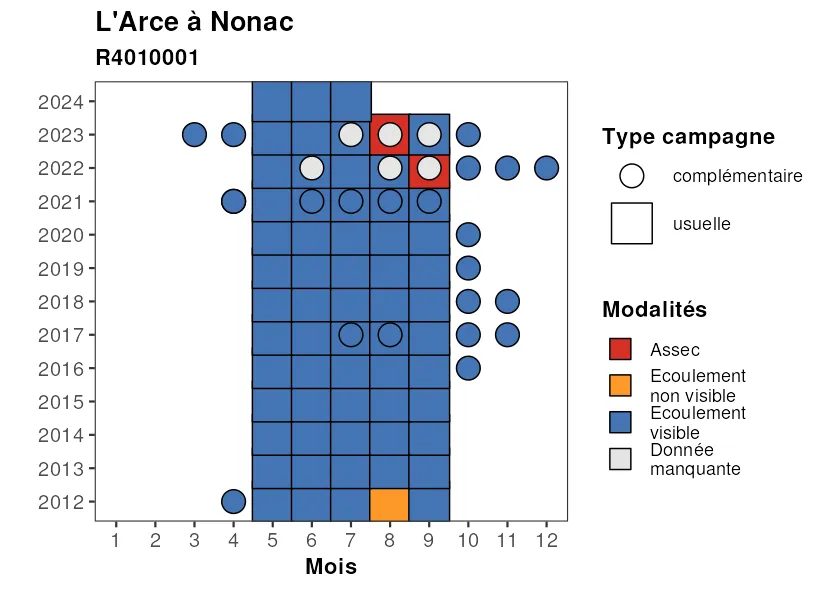 L'Arce à Nonac
R4010001
2024
2023
2022
2021
2020
2019
2018
2017
2016
2015
2014
2013
2012
1 2 3 4 5 6 7 8 9 10 11 12
Mois
Type campagne
complémentaire
usuelle
Modalités
Assec
Ecoulement
non visible
Ecoulement
visible
Donnée
manquante